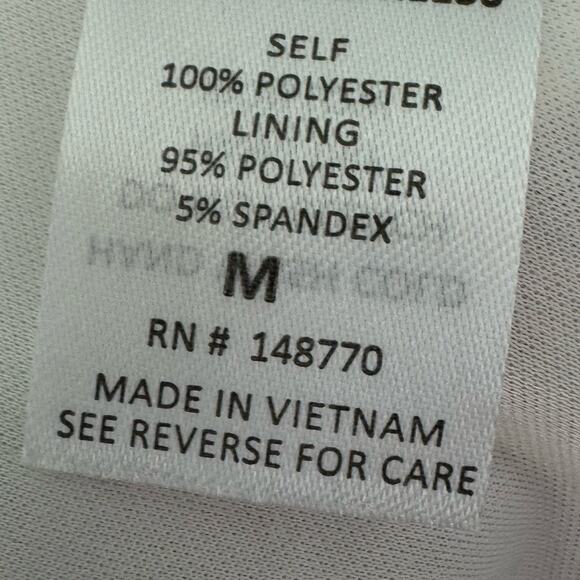 SELF
100% POLYESTER
LINING
95% POLYESTER
5% SPANDEX
M
RN # 148770
MADE IN VIETNAM
SEE REVERSE FOR CARE